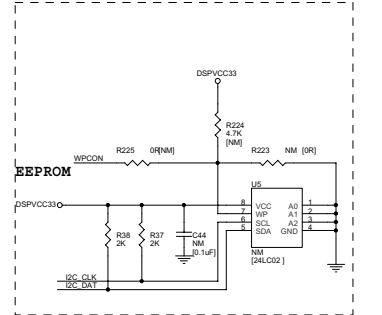 DSPVCC33
R224
4.7K
[NM]
R225 0R[NM]
R223 NM [0R]
WPCON
EEPROM
U5
DSPVCC33
8 VCC A0 1
7 WP A1 2
6 SCL A2 3
5 SDA GND 4
R38
2K
R37
2K
C44
NM
[0.1uF]
NM
[24LC02 ]
I2C_CLK
I2C_DAT